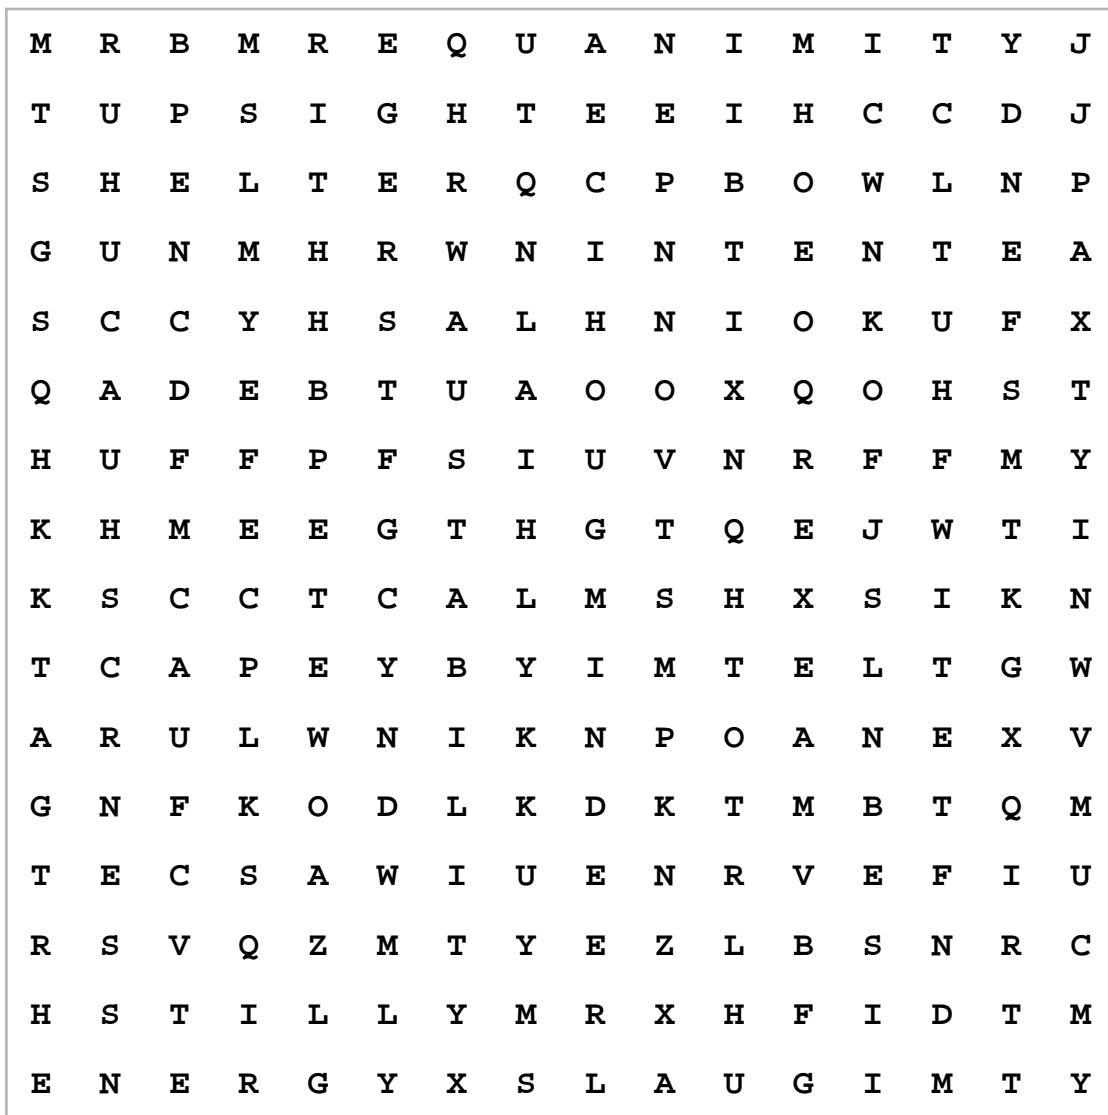 M R B M R E Q U A N I M I T Y J
T U P S I G H T E E I H C C D J
S H E L T E R Q C P B O W L N P
G U N M H R W N I N T E N T E A
S C C Y H S A L H N I O K U F X
Q A D E B T U A O O X Q O H S T
H U F F P F S I U V N R F F M Y
K H M E E G T H G T Q E J W T I
K S C C T C A L M S H X S I K N
T C A P E Y B Y I M T E L T G W
A R U L W N I K N P O A N E X V
G N F K O D L K D K T M B T Q M
T E C S A W I U E N R V E F I U
R S V Q Z M T Y E Z L B S N R C
H S T I L L Y M R X H F I D T M
E N E R G Y X S L A U G I M T Y